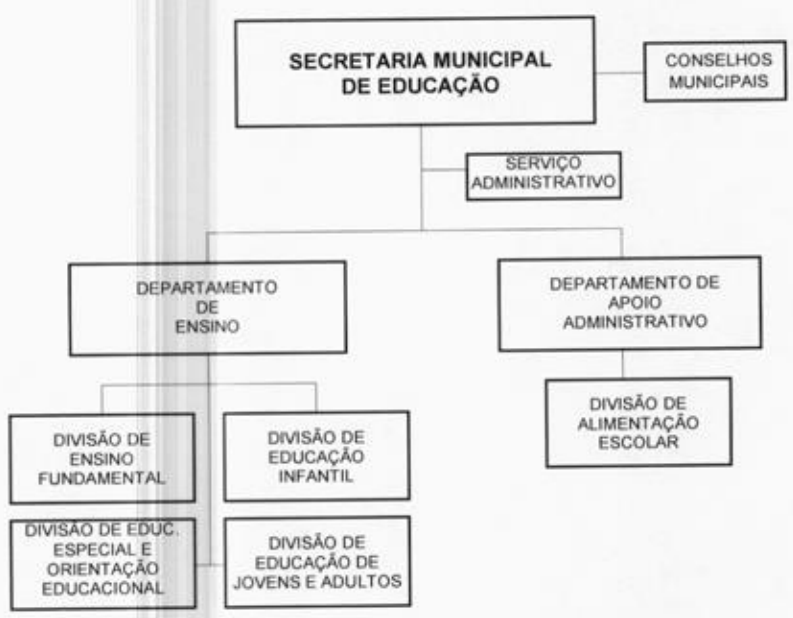 SECRETARIA MUNICIPAL
DE EDUCAÇÃO
CONSELHOS
MUNICIPAIS
SERVIÇO
ADMINISTRATIVO
DEPARTAMENTO
DE
ENSINO
DEPARTAMENTO DE
APOIO
ADMINISTRATIVO
DIVISÃO DE
ENSINO
FUNDAMENTAL
DIVISÃO DE
EDUCAÇÃO
INFANTIL
DIVISÃO DE
ALIMENTAÇÃO
ESCOLAR
DIVISÃO DE EDUC.
ESPECIAL E
ORIENTAÇÃO
EDUCACIONAL
DIVISÃO DE
EDUCAÇÃO DE
JOVENS E ADULTOS